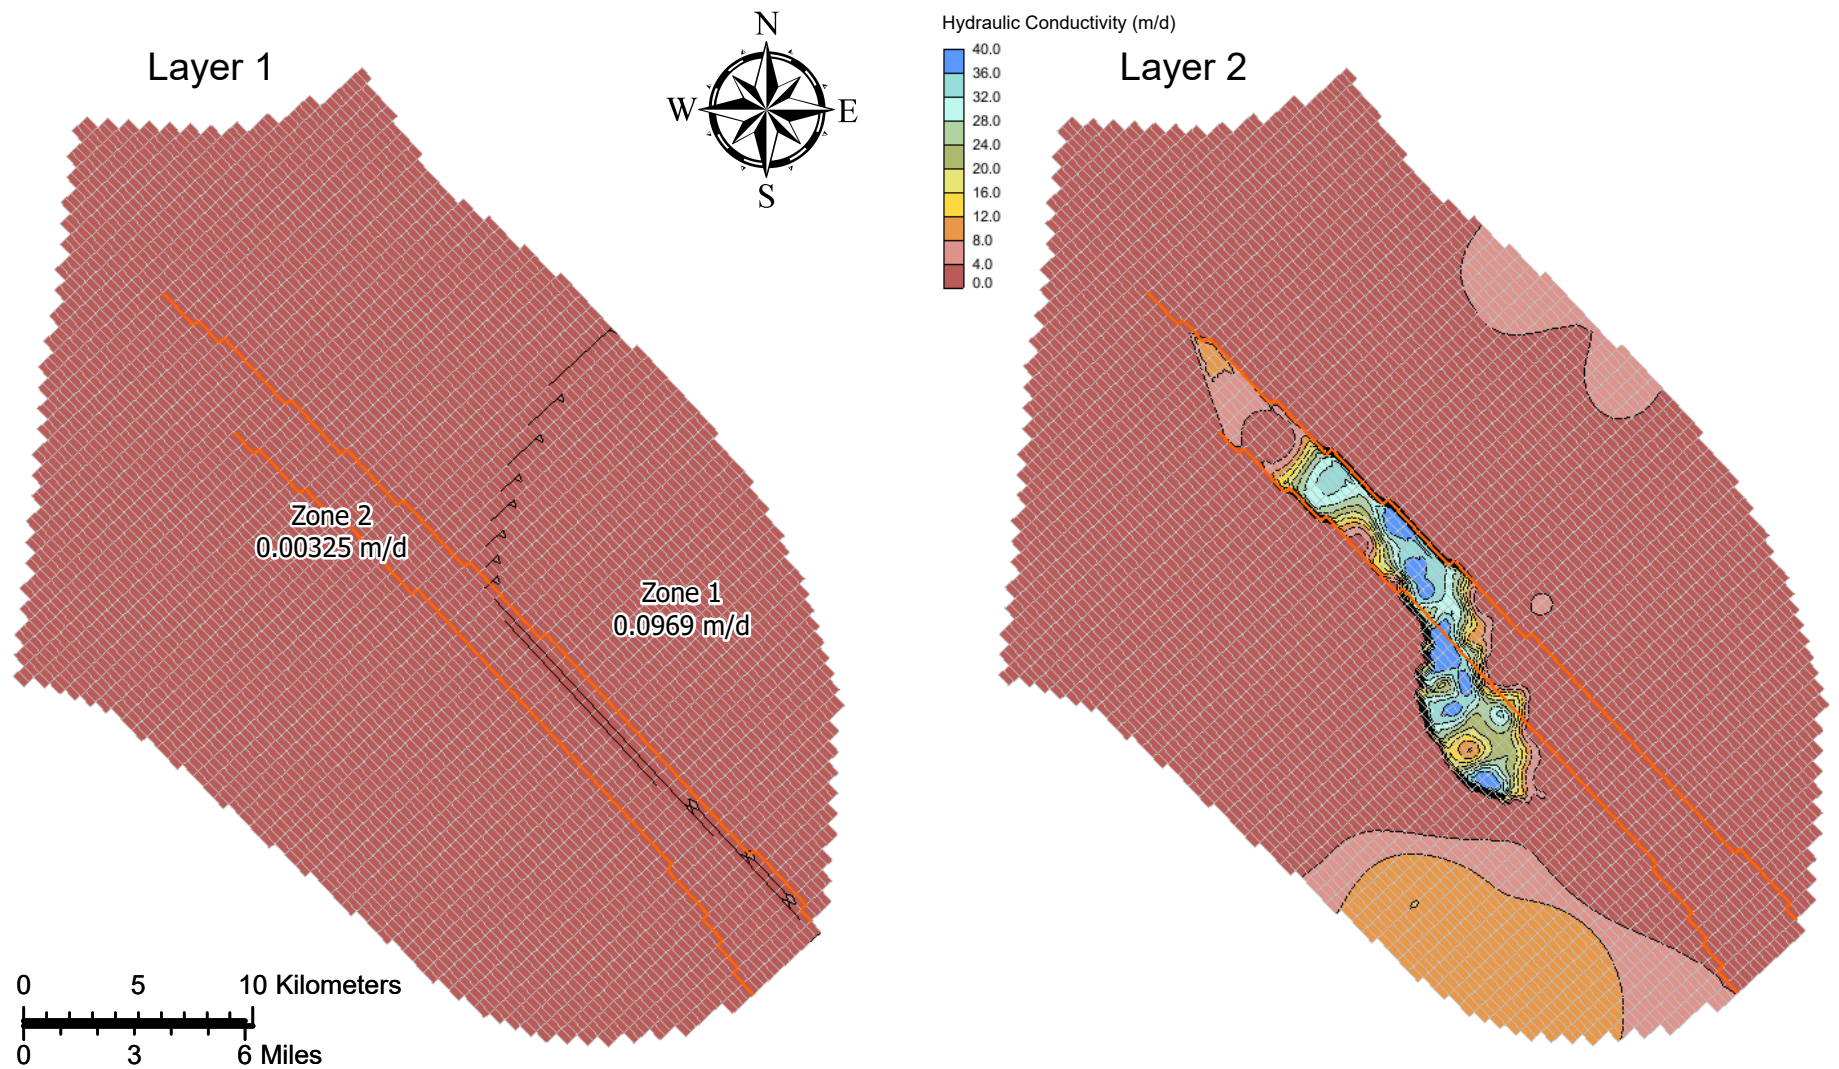 Layer 1
N
W
E
S
Hydraulic Conductivity (m/d)
40.0
36.0
32.0
28.0
24.0
20.0
16.0
12.0
8.0
4.0
0.0
Layer 2
Zone 2
0.00325 m/d
Zone 1
0.0969 m/d
0 5 10 Kilometers
0 3 6 Miles